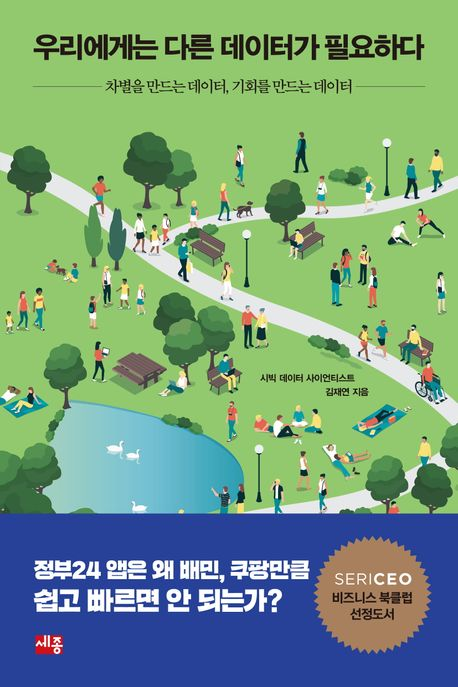 우리에게는 다른 데이터가 필요하다
차별을 만드는 데이터, 기회를 만드는 데이터
시빅 데이터 사이언티스트
김재연 지음
정부24 앱은 왜 배민, 쿠팡만큼
쉽고 빠르면 안 되는가?
SERICEO
비즈니스 북클럽
선정도서
세종